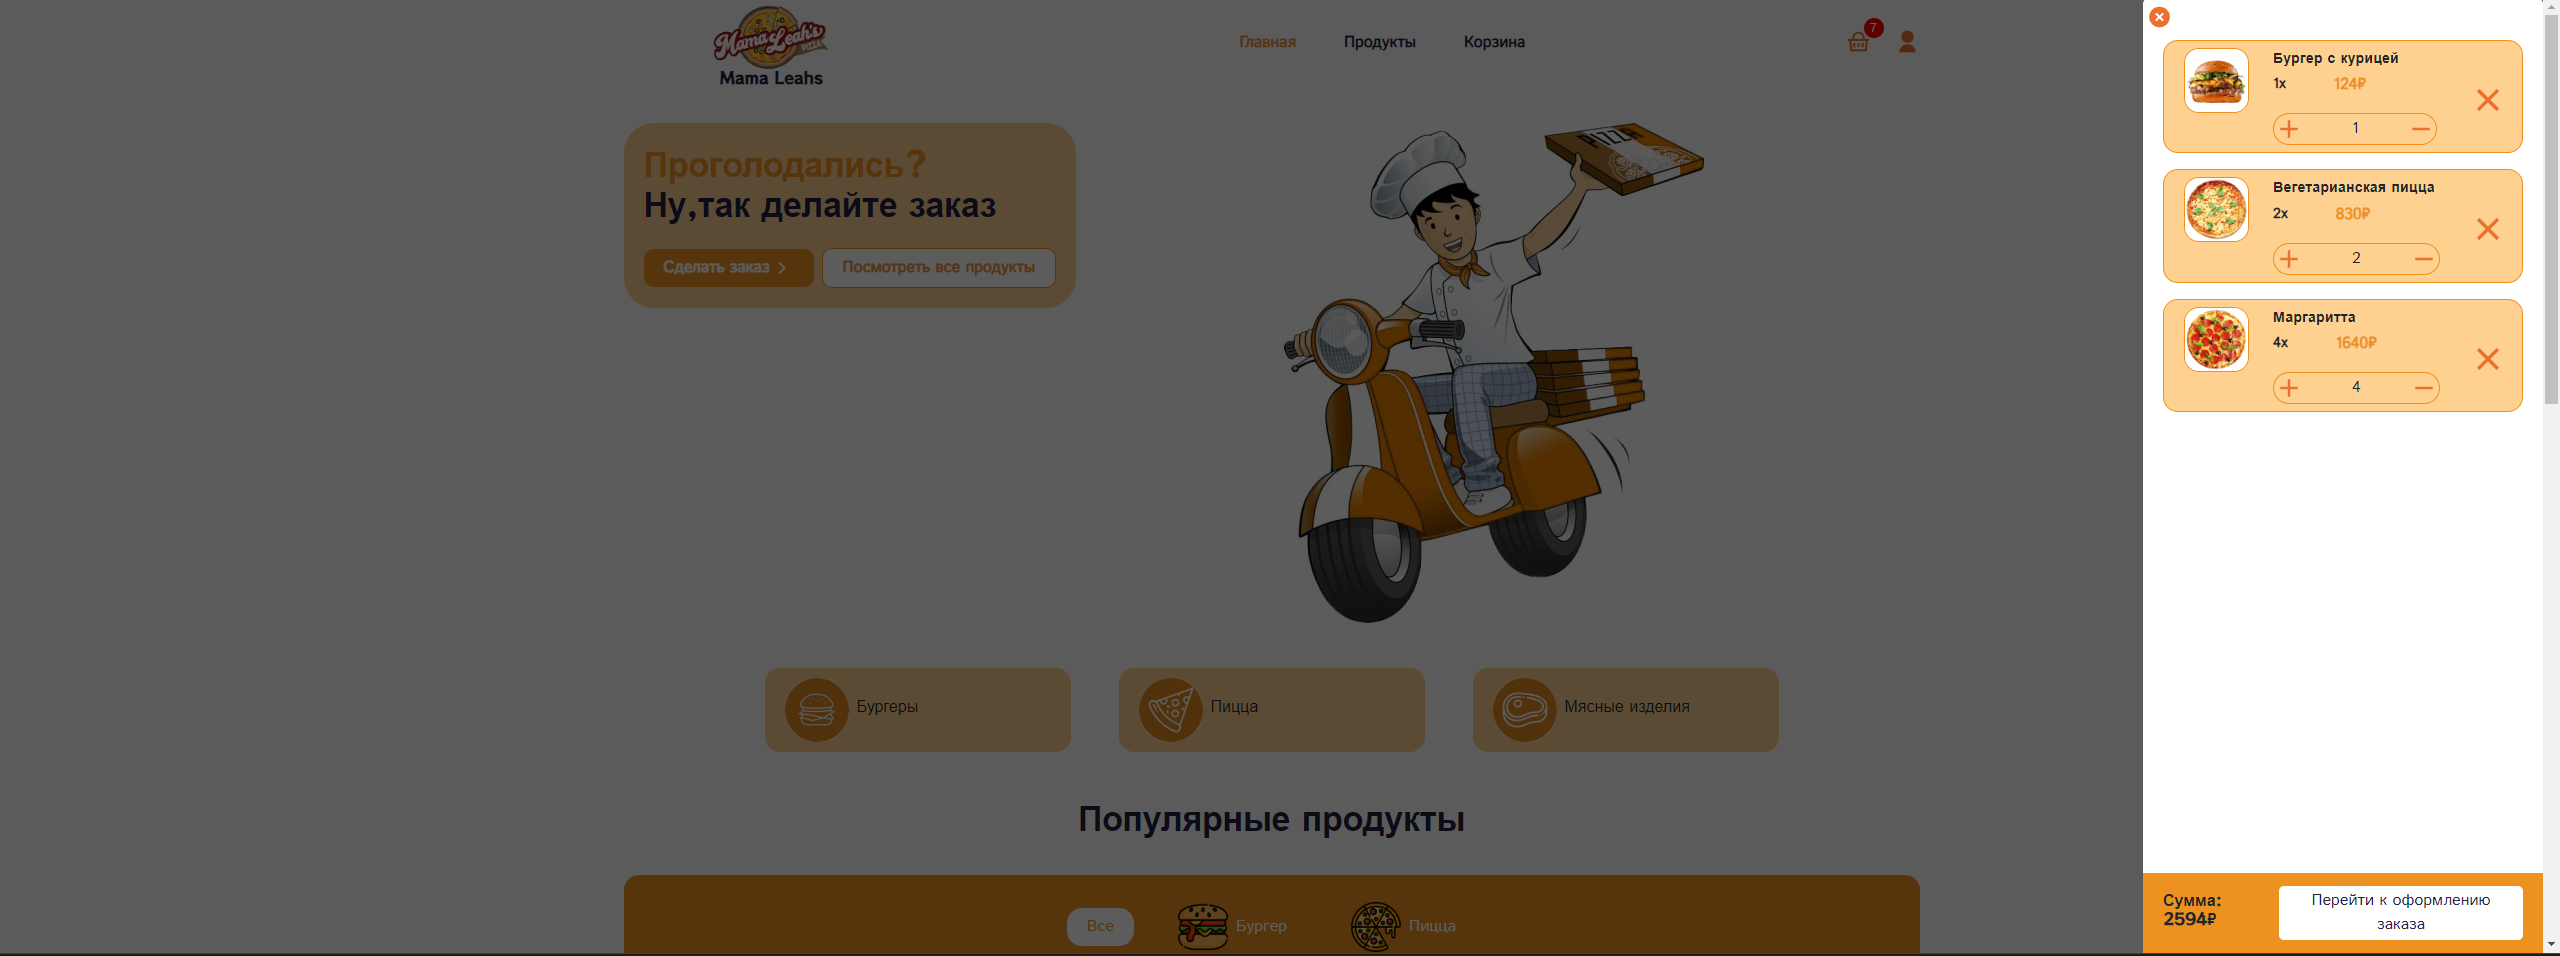 Mama Leah's
PIZZA
Mama Leahs
Главная
Продукты
Корзина
7
Проголодались?
Ну,так делайте заказ
Сделать заказ
Посмотреть все продукты
PIZZA
Бургеры
Пицца
Мясные изделия
Популярные продукты
Все
Бургер
Пицца
Бургер с курицей
1x 124₽
1
Вегетарианская пицца
2x 830₽
2
Маргаритта
4x 1640₽
4
Сумма:
2594₽
Перейти к оформлению
заказа